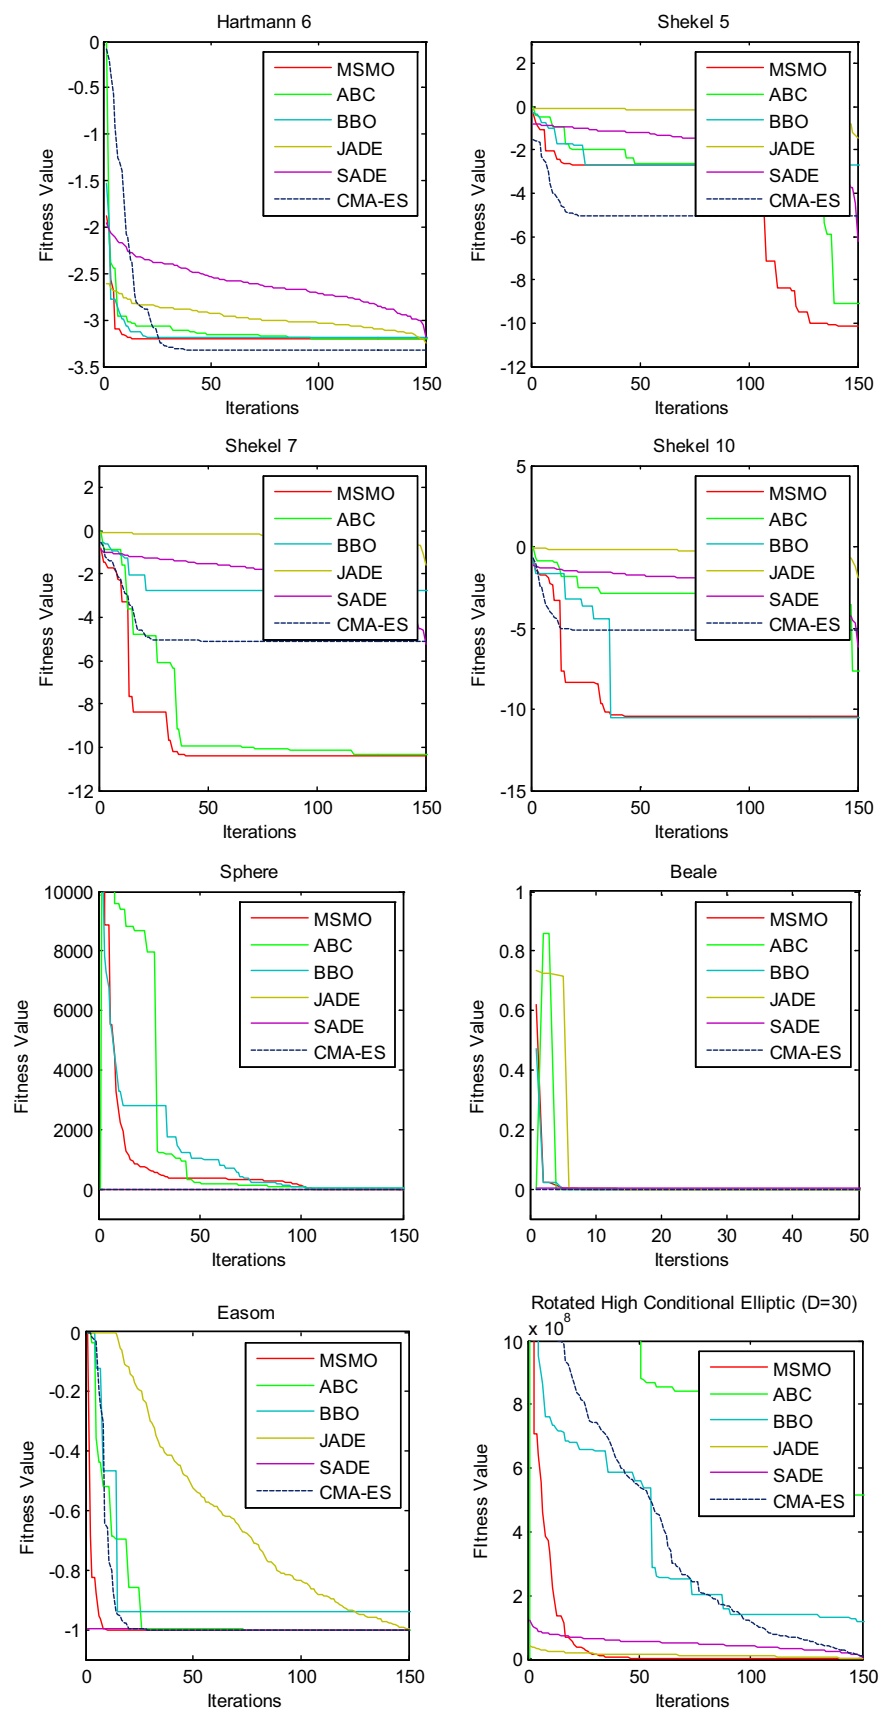 Hartmann 6
0
-0.5
-1
-1.5
-2
-2.5
-3
-3.5
Fitness Value
MSMO
ABC
BBO
JADE
SADE
CMA-ES
0 50 100 150
Iterations
Shekel 5
2
0
-2
-4
-6
-8
-10
-12
Fitness Value
MSMO
ABC
BBO
JADE
SADE
CMA-ES
0 50 100 150
Iterations
Shekel 7
2
0
-2
-4
-6
-8
-10
-12
Fitness Value
MSMO
ABC
BBO
JADE
SADE
CMA-ES
0 50 100 150
Iterations
Shekel 10
5
0
-5
-10
-15
Fitness Value
MSMO
ABC
BBO
JADE
SADE
CMA-ES
0 50 100 150
Iterations
Sphere
10000
8000
6000
4000
2000
0
Fitness Value
MSMO
ABC
BBO
JADE
SADE
CMA-ES
0 50 100 150
Iterations
Beale
1
0.8
0.6
0.4
0.2
0
Fitness Value
MSMO
ABC
BBO
JADE
SADE
CMA-ES
0 10 20 30 40 50
Iterstions
Easom
0
-0.2
-0.4
-0.6
-0.8
-1
Fitness Value
MSMO
ABC
BBO
JADE
SADE
CMA-ES
0 50 100 150
Iterations
Rotated High Conditional Elliptic (D=30)
x 10^8
10
8
6
4
2
0
FItness Value
MSMO
ABC
BBO
JADE
SADE
CMA-ES
0 50 100 150
Iterations